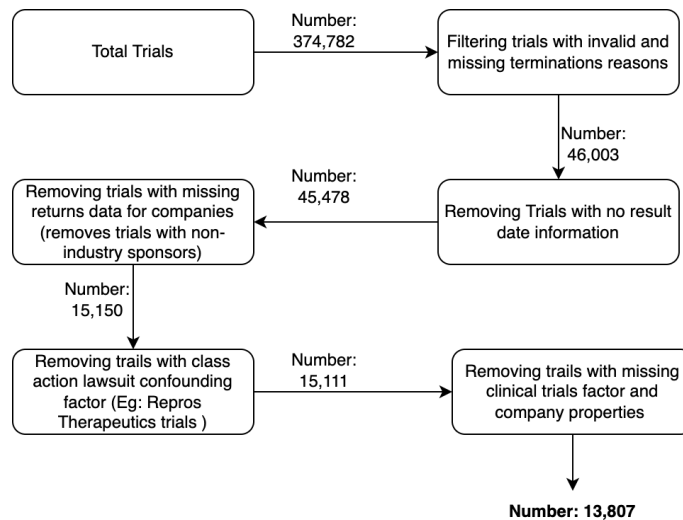 Total Trials
Number:
374,782
Filtering trials with invalid and
missing terminations reasons
Number:
46,003
Removing Trials with no result
date information
Number:
45,478
Removing trials with missing
returns data for companies
(removes trials with non-
industry sponsors)
Number:
15,150
Removing trails with class
action lawsuit confounding
factor (Eg: Repros
Therapeutics trials )
Number:
15,111
Removing trails with missing
clinical trials factor and
company properties
Number: 13,807